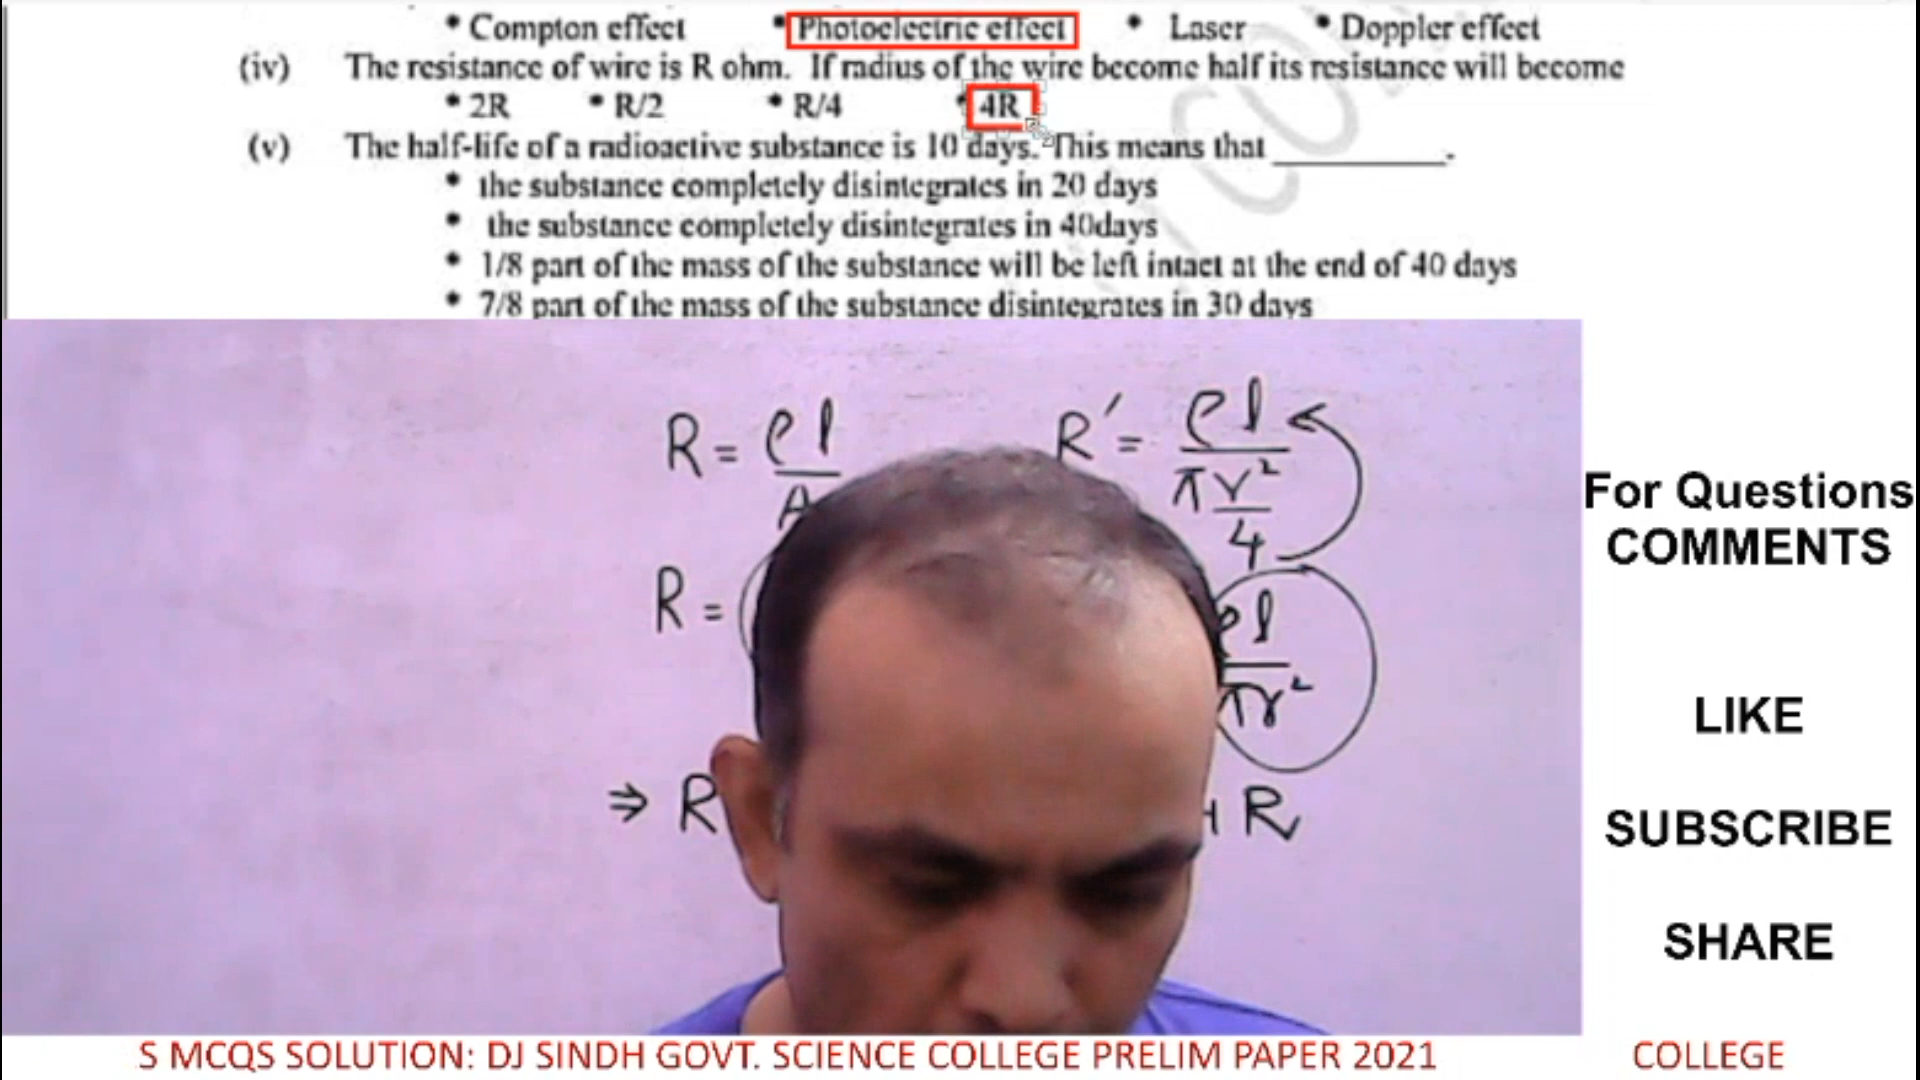 • Compton effect • Photoelectric effect • Laser • Doppler effect
(iv) The resistance of wire is R ohm. If radius of the wire become half its resistance will become
• 2R • R/2 • R/4 • 4R
(v) The half-life of a radioactive substance is 10 days. This means that __________.
• the substance completely disintegrates in 20 days
• the substance completely disintegrates in 40days
• 1/8 part of the mass of the substance will be left intact at the end of 40 days
• 7/8 part of the mass of the substance disintegrates in 30 days
R = ρl / A
R′ = ρl / πr²/4
R =
ρl / πr²
⇒ R
R
For Questions
COMMENTS
LIKE
SUBSCRIBE
SHARE
S MCQS SOLUTION: DJ SINDH GOVT. SCIENCE COLLEGE PRELIM PAPER 2021 COLLEGE